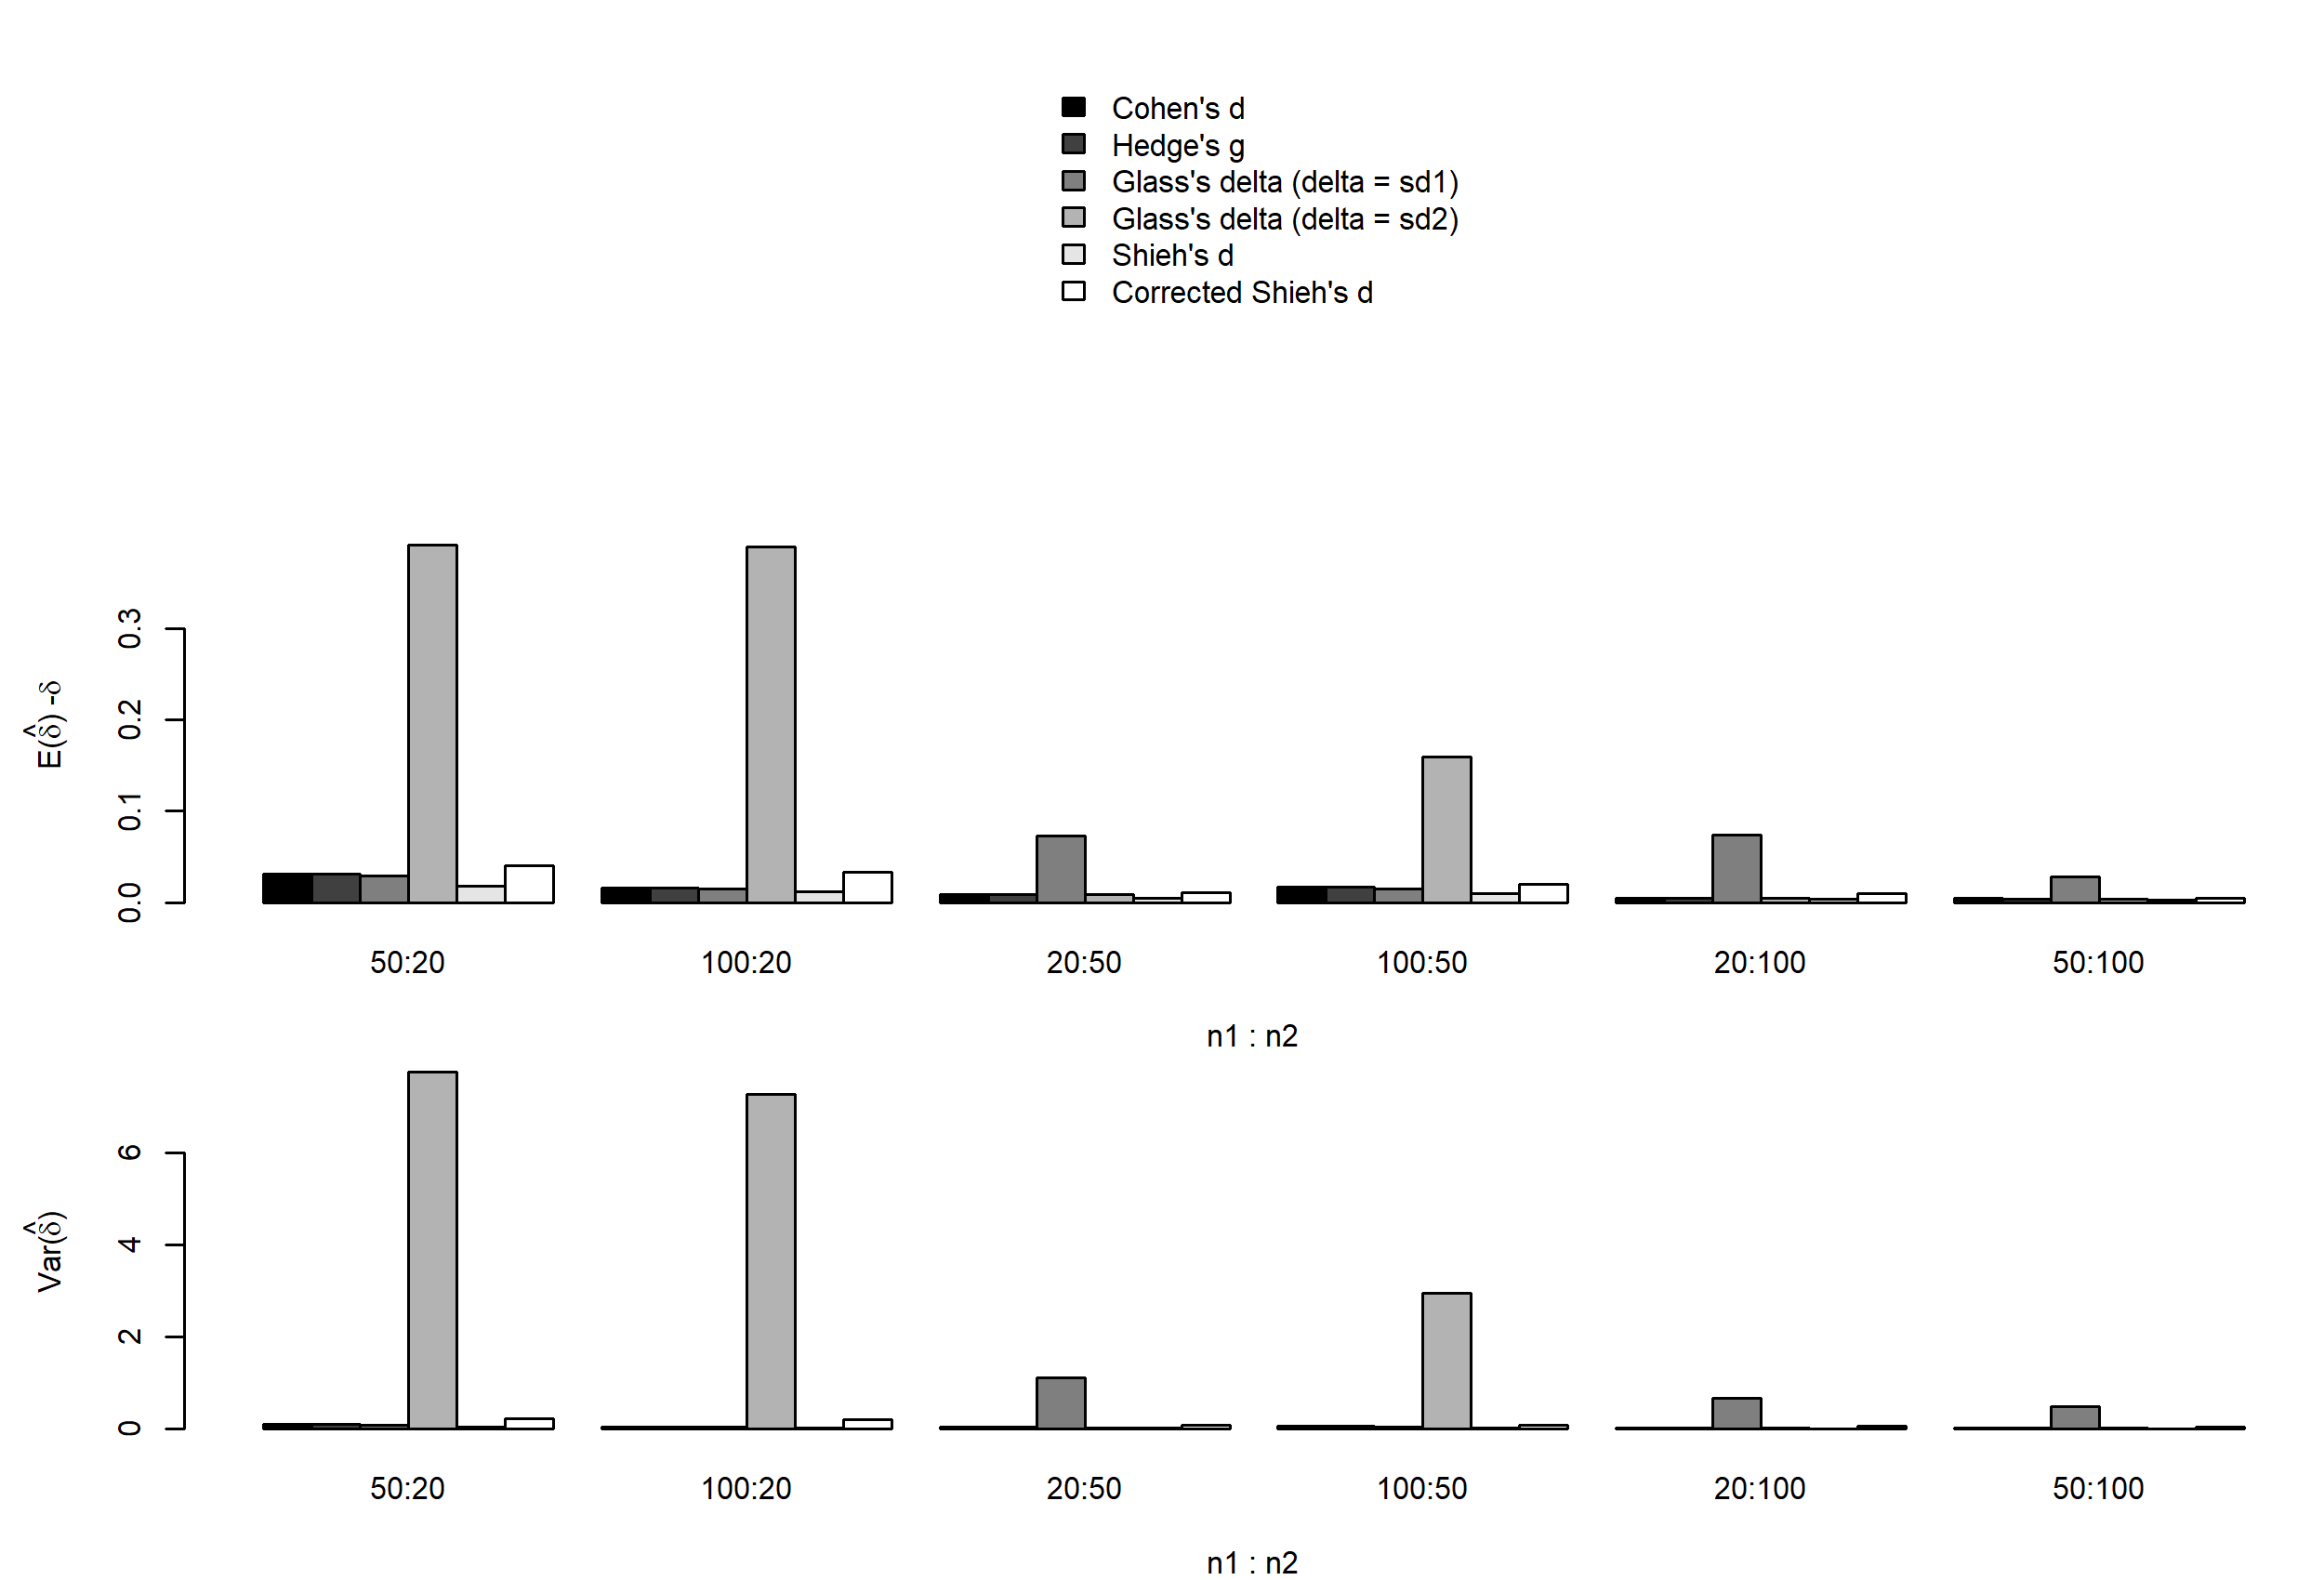 Cohen's d
Hedge's g
Glass's delta (delta = sd1)
Glass's delta (delta = sd2)
Shieh's d
Corrected Shieh's d
E(δ̂) -δ
0.3
0.2
0.1
0.0
50:20 100:20 20:50 100:50 20:100 50:100
n1 : n2
Var(δ̂)
6
4
2
0
50:20 100:20 20:50 100:50 20:100 50:100
n1 : n2